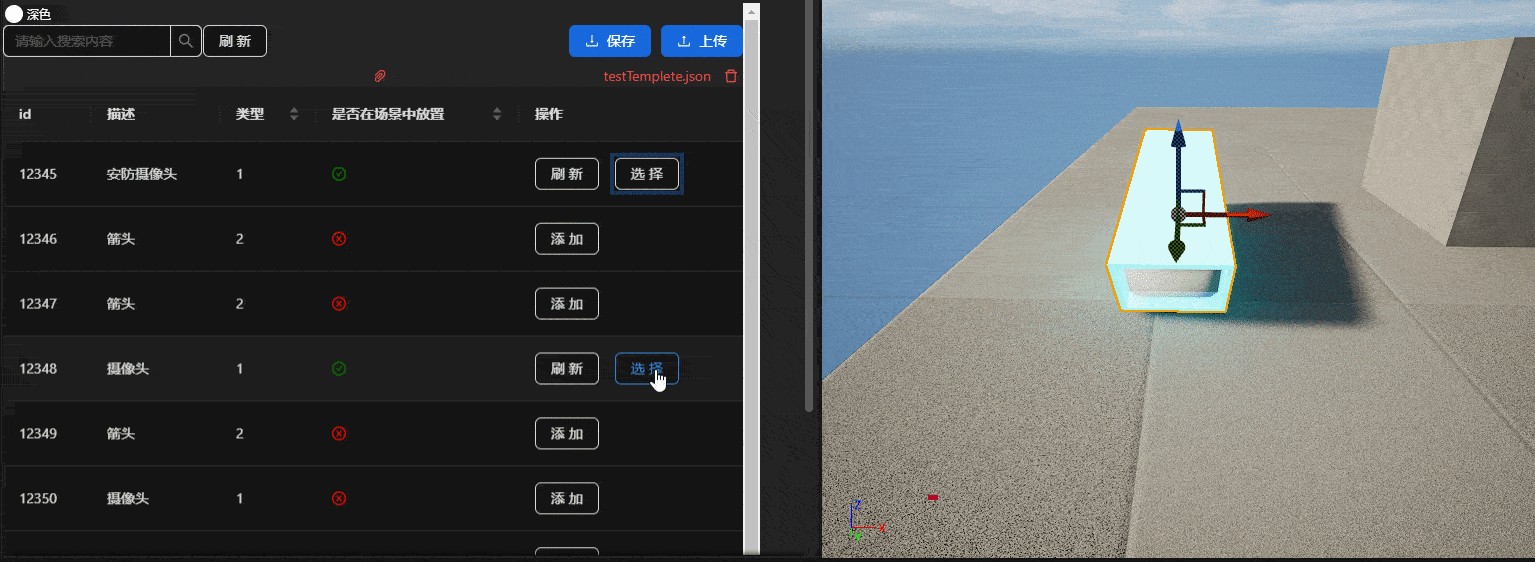 深色
请输入搜索内容 刷新 保存 上传
testTemplete.json
id 描述 类型 是否在场景中放置 操作
12345 安防摄像头 1 刷新 选择
12346 箭头 2 添加
12347 箭头 2 添加
12348 摄像头 1 刷新 选择
12349 箭头 2 添加
12350 摄像头 1 添加
Z
X
Y